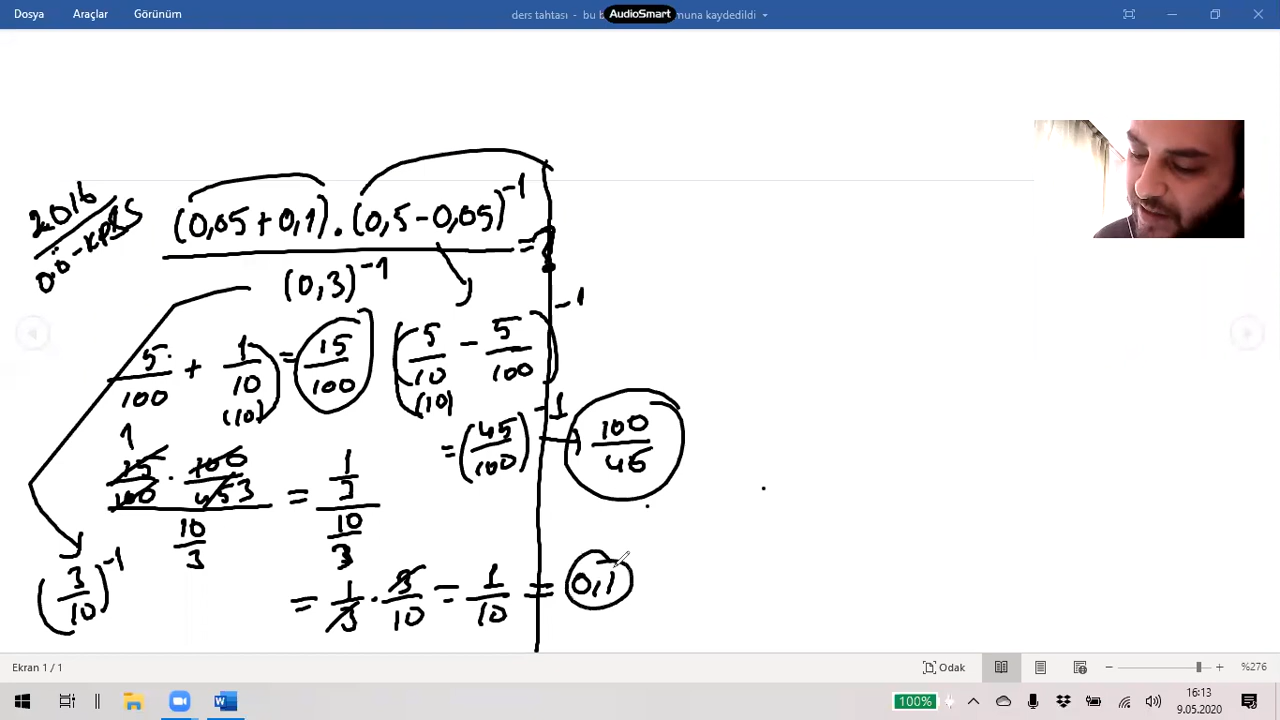 Dosya Araçlar Görünüm
ders tahtası - bu b AudioSmart muna kaydedildi
2016
ÖÖ-KPSS
(0,05+0,1).(0,5-0,05)^-1
= ?
(0,3)^-1
5/100 + 1/10 = 15/100
(10)
(5/10 - 5/100)^-1
(10)
= (45/100)^-1 → 100/45
1
15/100 . 100/45 3
10/3
= 1/3
10/3
(3/10)^-1
= 1/3 . 3/10 = 1/10 = 0,1
Ekran 1 / 1
Odak
%276
100%
16:13
9.05.2020